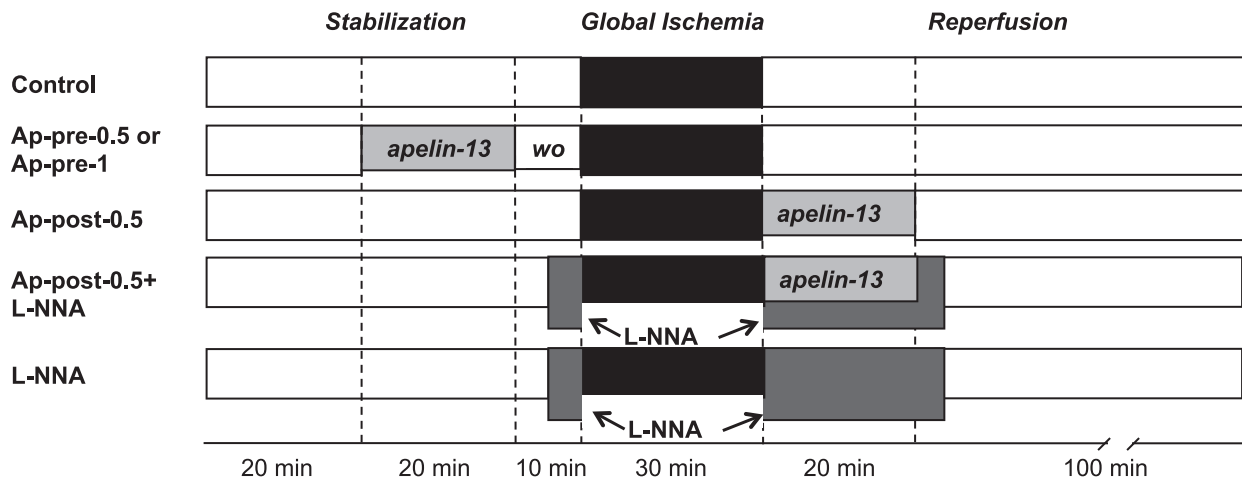 Stabilization Global Ischemia Reperfusion
Control
Ap-pre-0.5 or
Ap-pre-1
apelin-13 wo
Ap-post-0.5
apelin-13
Ap-post-0.5+
L-NNA
apelin-13
L-NNA
L-NNA
L-NNA
20 min 20 min 10 min 30 min 20 min 100 min